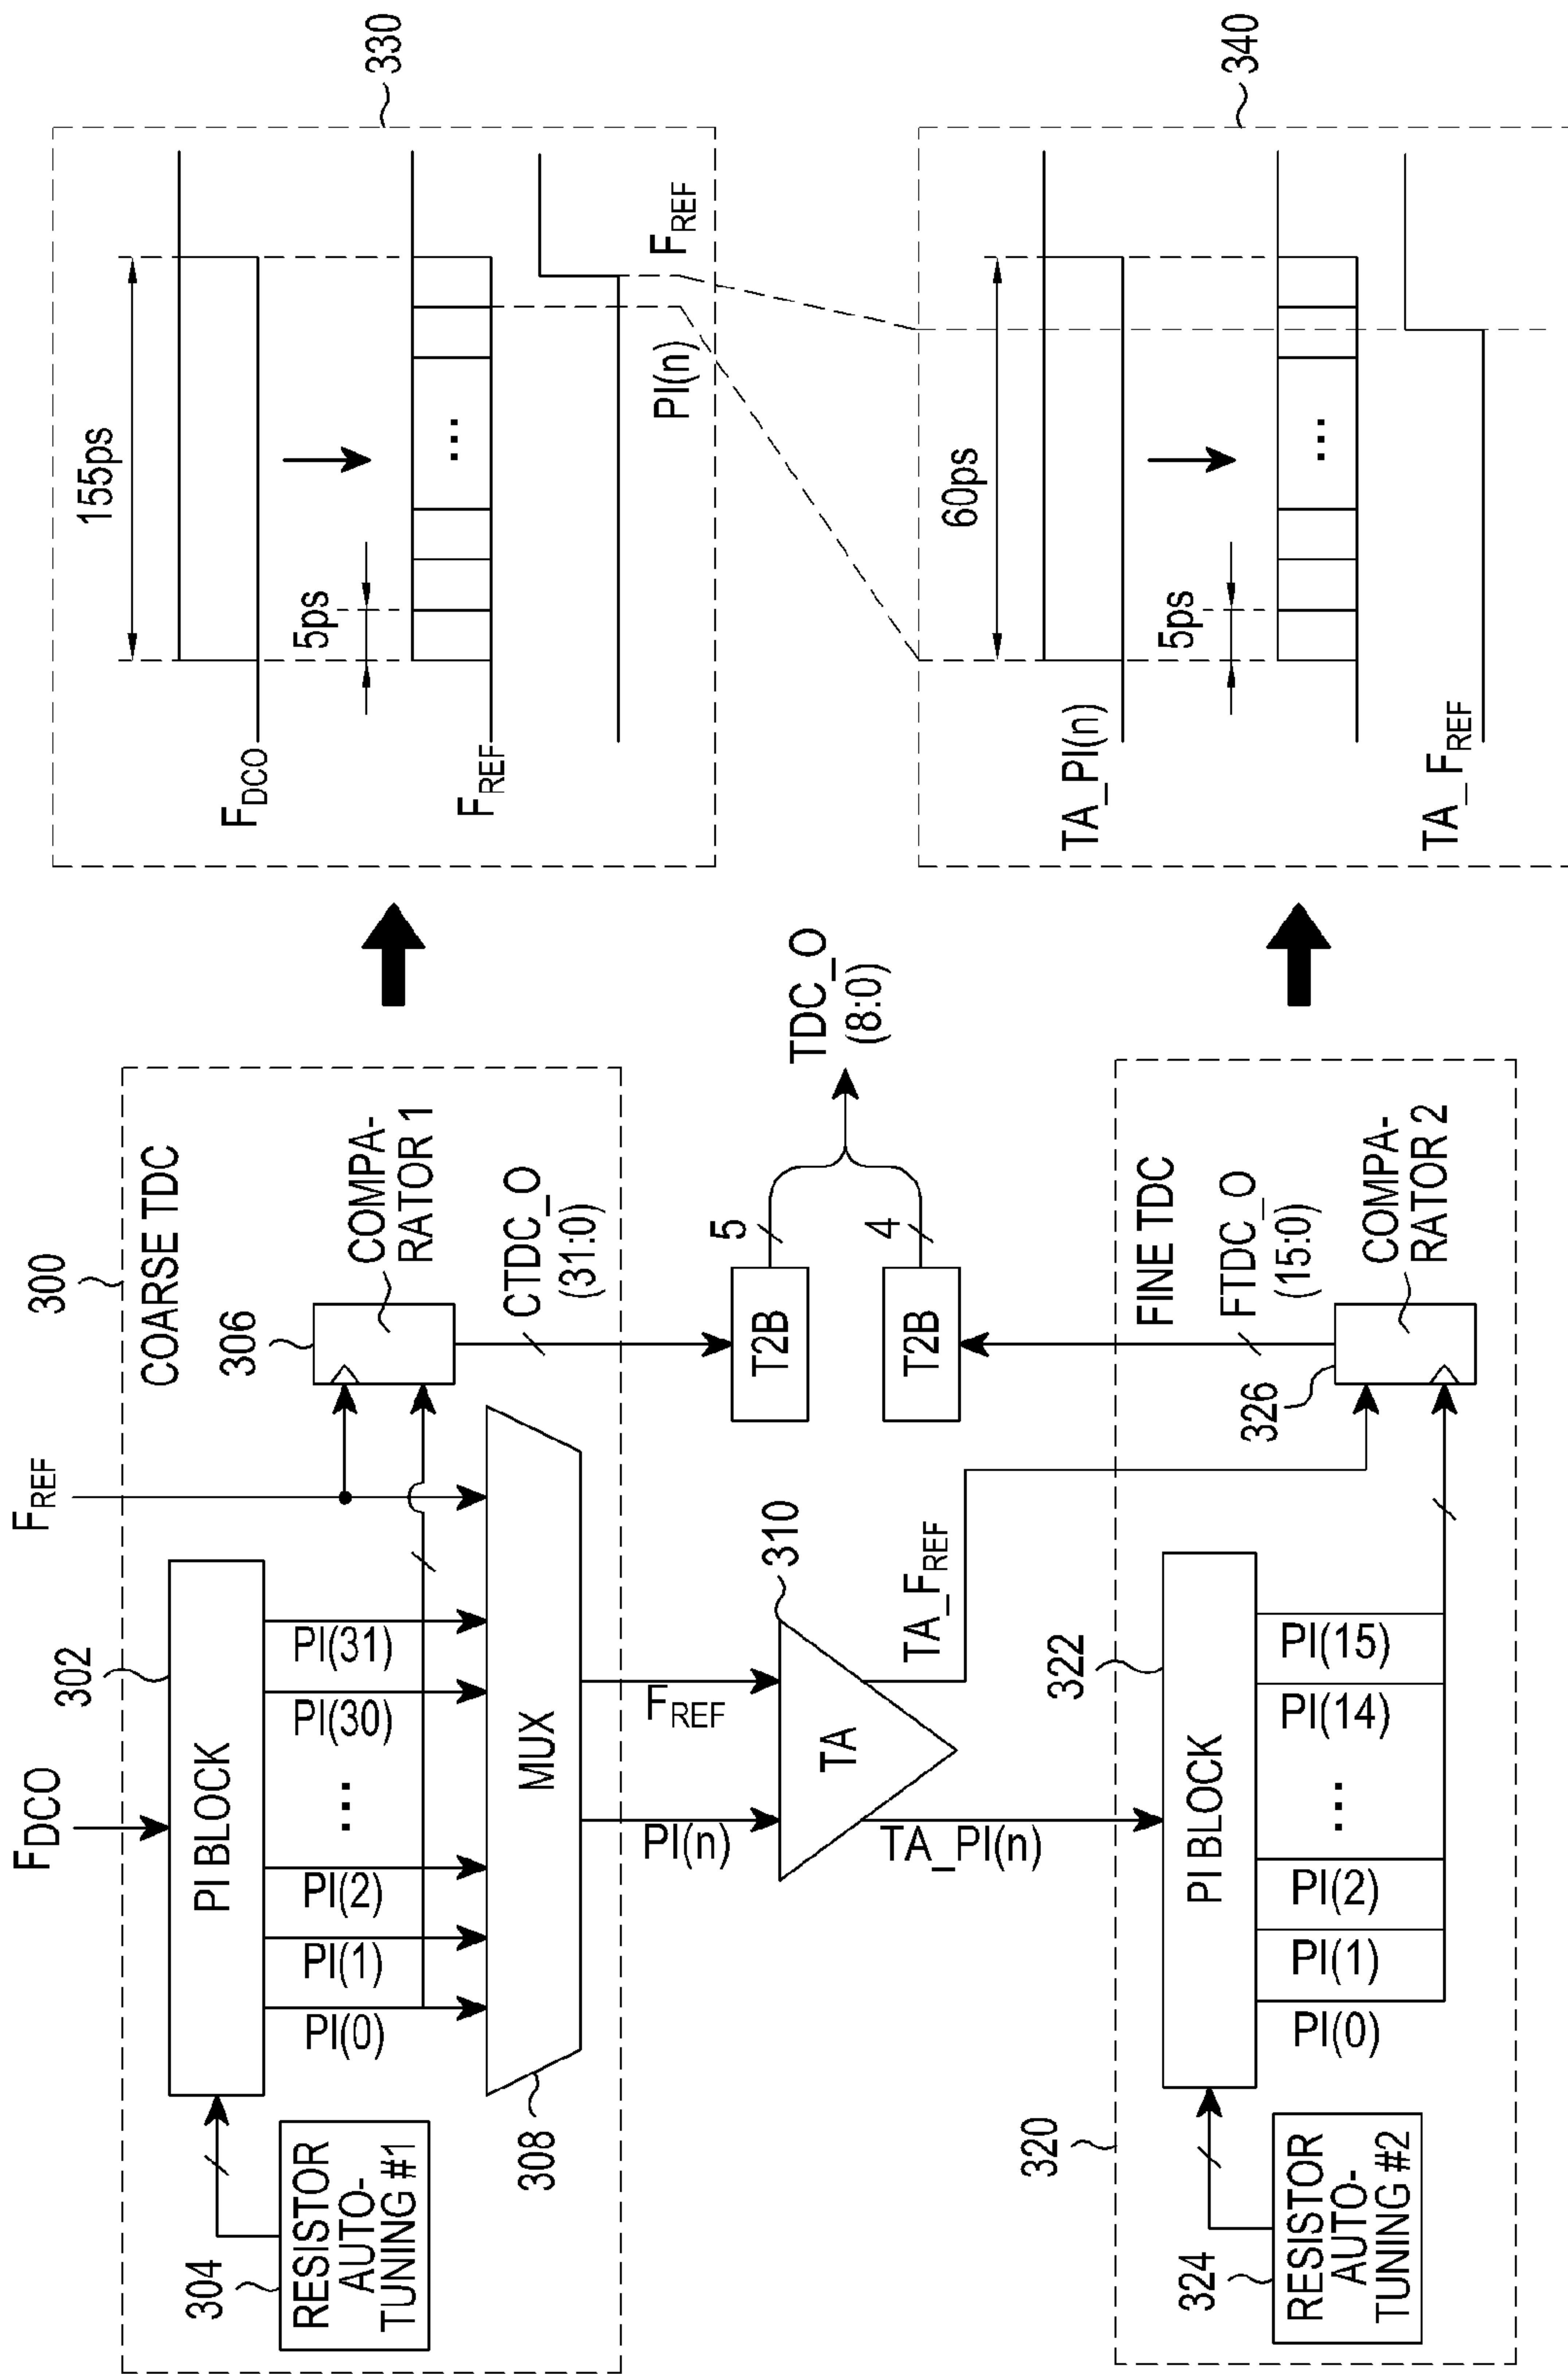 300
COARSE TDC
F_DCO
F_REF
302
PI BLOCK
304
RESISTOR
AUTO-
TUNING #1
PI(0)
PI(1)
PI(2)
...
PI(30)
PI(31)
306
COMPA-
RATOR 1
308
MUX
CTDC_O
(31:0)
PI(n)
F_REF
310
TA
TA_PI(n)
TA_F_REF
T2B
5
T2B
4
TDC_O
(8:0)
320
FINE TDC
322
PI BLOCK
324
RESISTOR
AUTO-
TUNING #2
PI(0)
PI(1)
PI(2)
...
PI(14)
PI(15)
FTDC_O
(15:0)
326
COMPA-
RATOR 2
330
155ps
F_DCO
5ps
...
F_REF
PI(n)
F_REF
340
60ps
TA_PI(n)
5ps
...
TA_F_REF